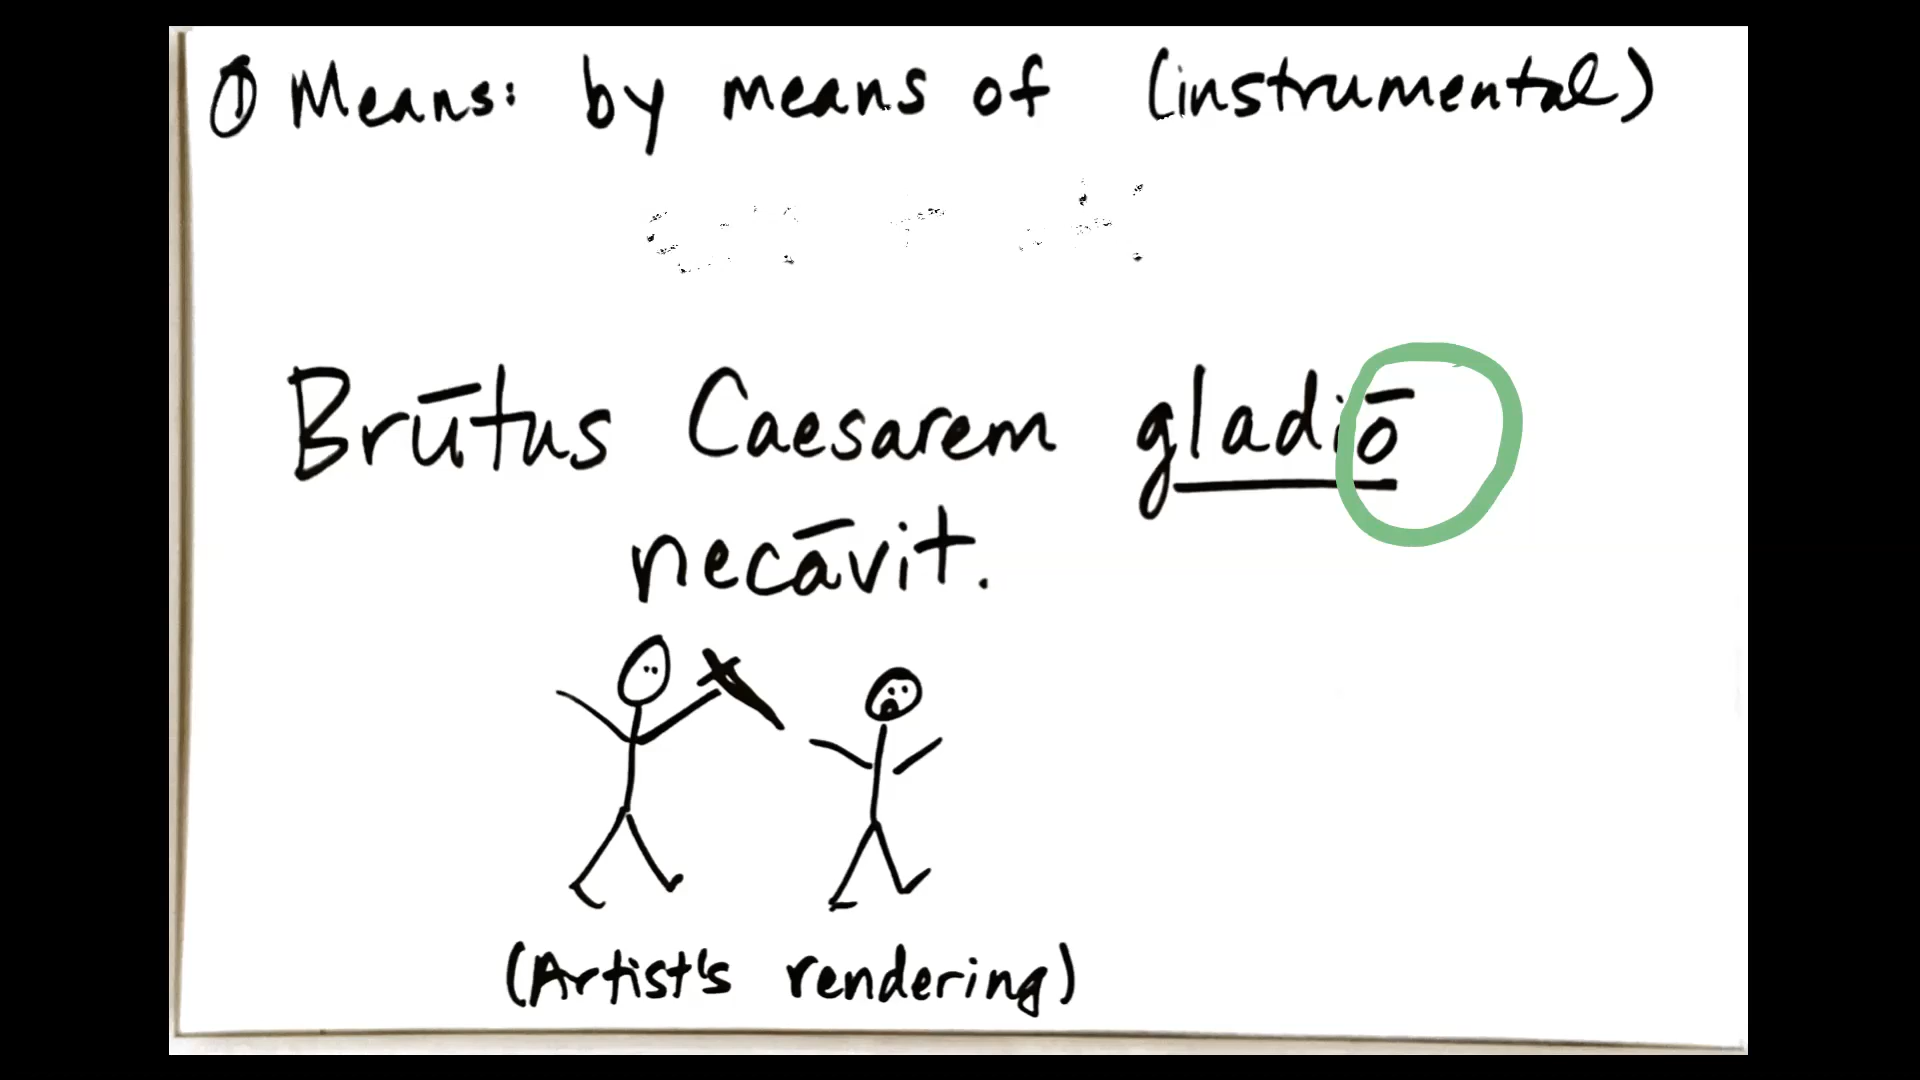 ① Means: by means of (instrumental)
Brūtus Caesarem gladiō
necāvit.
(Artist's rendering)